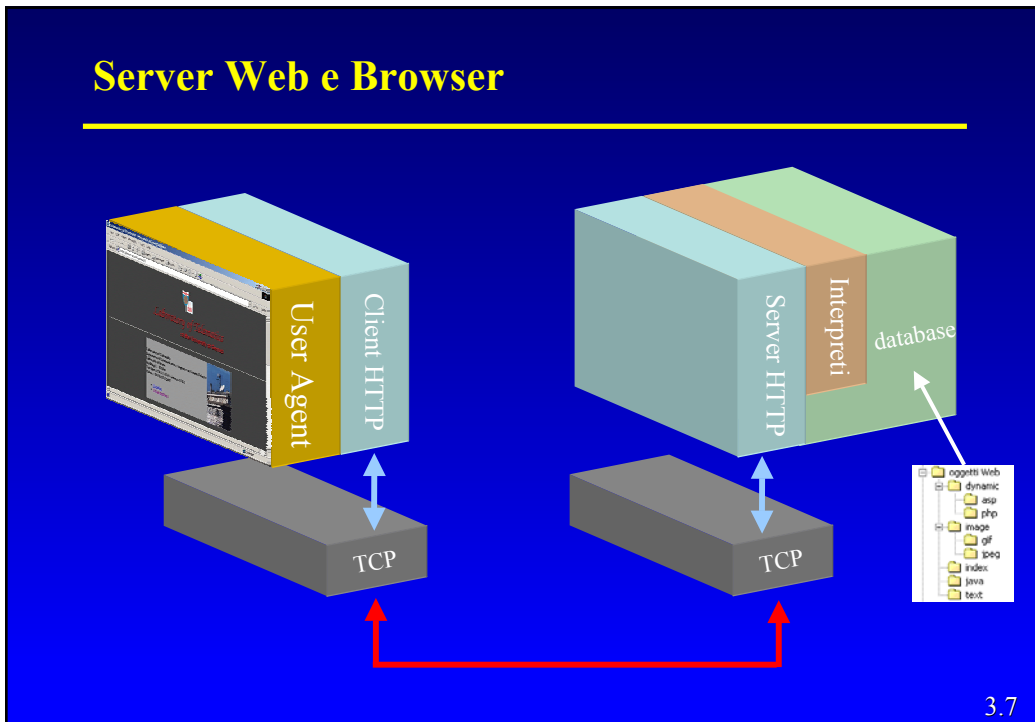 Server Web e Browser
User Agent
Client HTTP
TCP
Server HTTP
Interpreti
database
TCP
oggetti Web
dynamic
asp
php
image
gif
jpeg
index
java
text
3.7